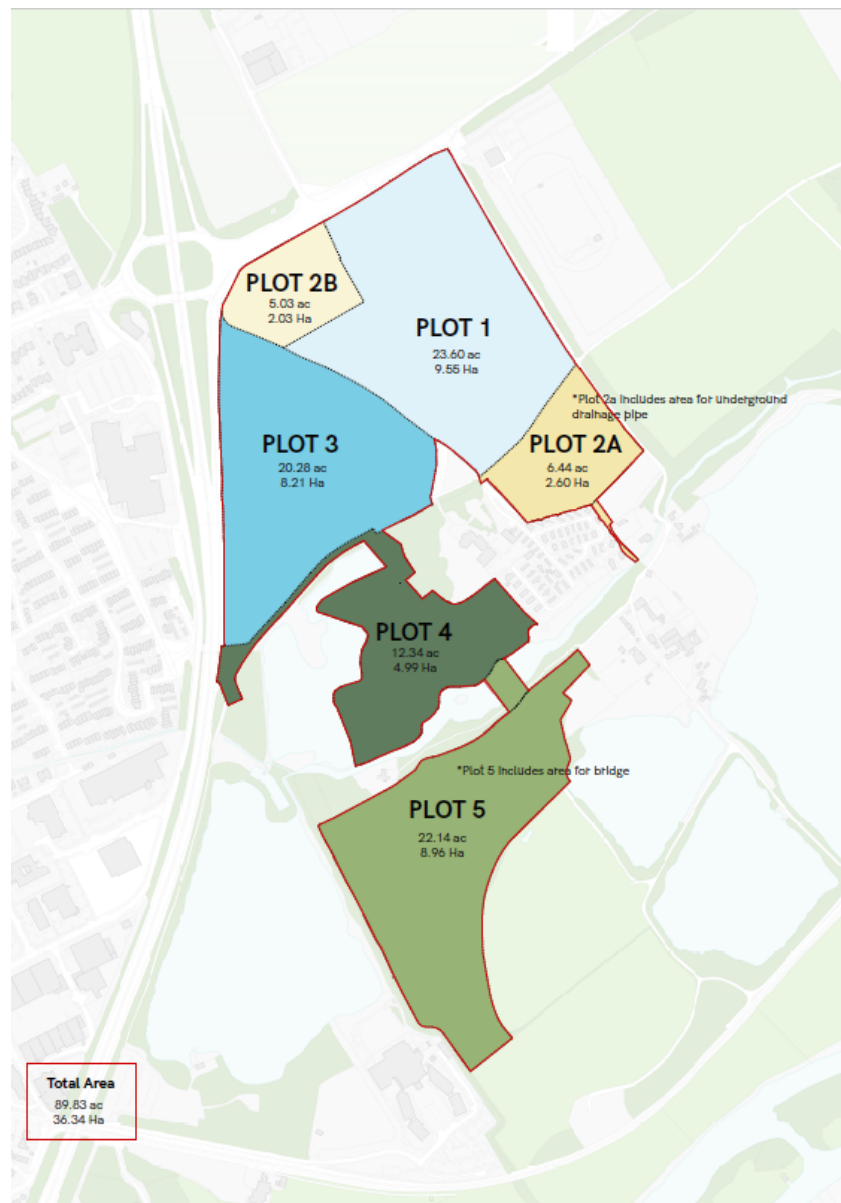 PLOT 2B
5.03 ac
2.03 Ha
PLOT 1
23.60 ac
9.55 Ha
*Plot 2a includes area for underground
drainage pipe
PLOT 3
20.28 ac
8.21 Ha
PLOT 2A
6.44 ac
2.60 Ha
PLOT 4
12.34 ac
4.99 Ha
*Plot 5 includes area for bridge
PLOT 5
22.14 ac
8.96 Ha
Total Area
89.83 ac
36.34 Ha